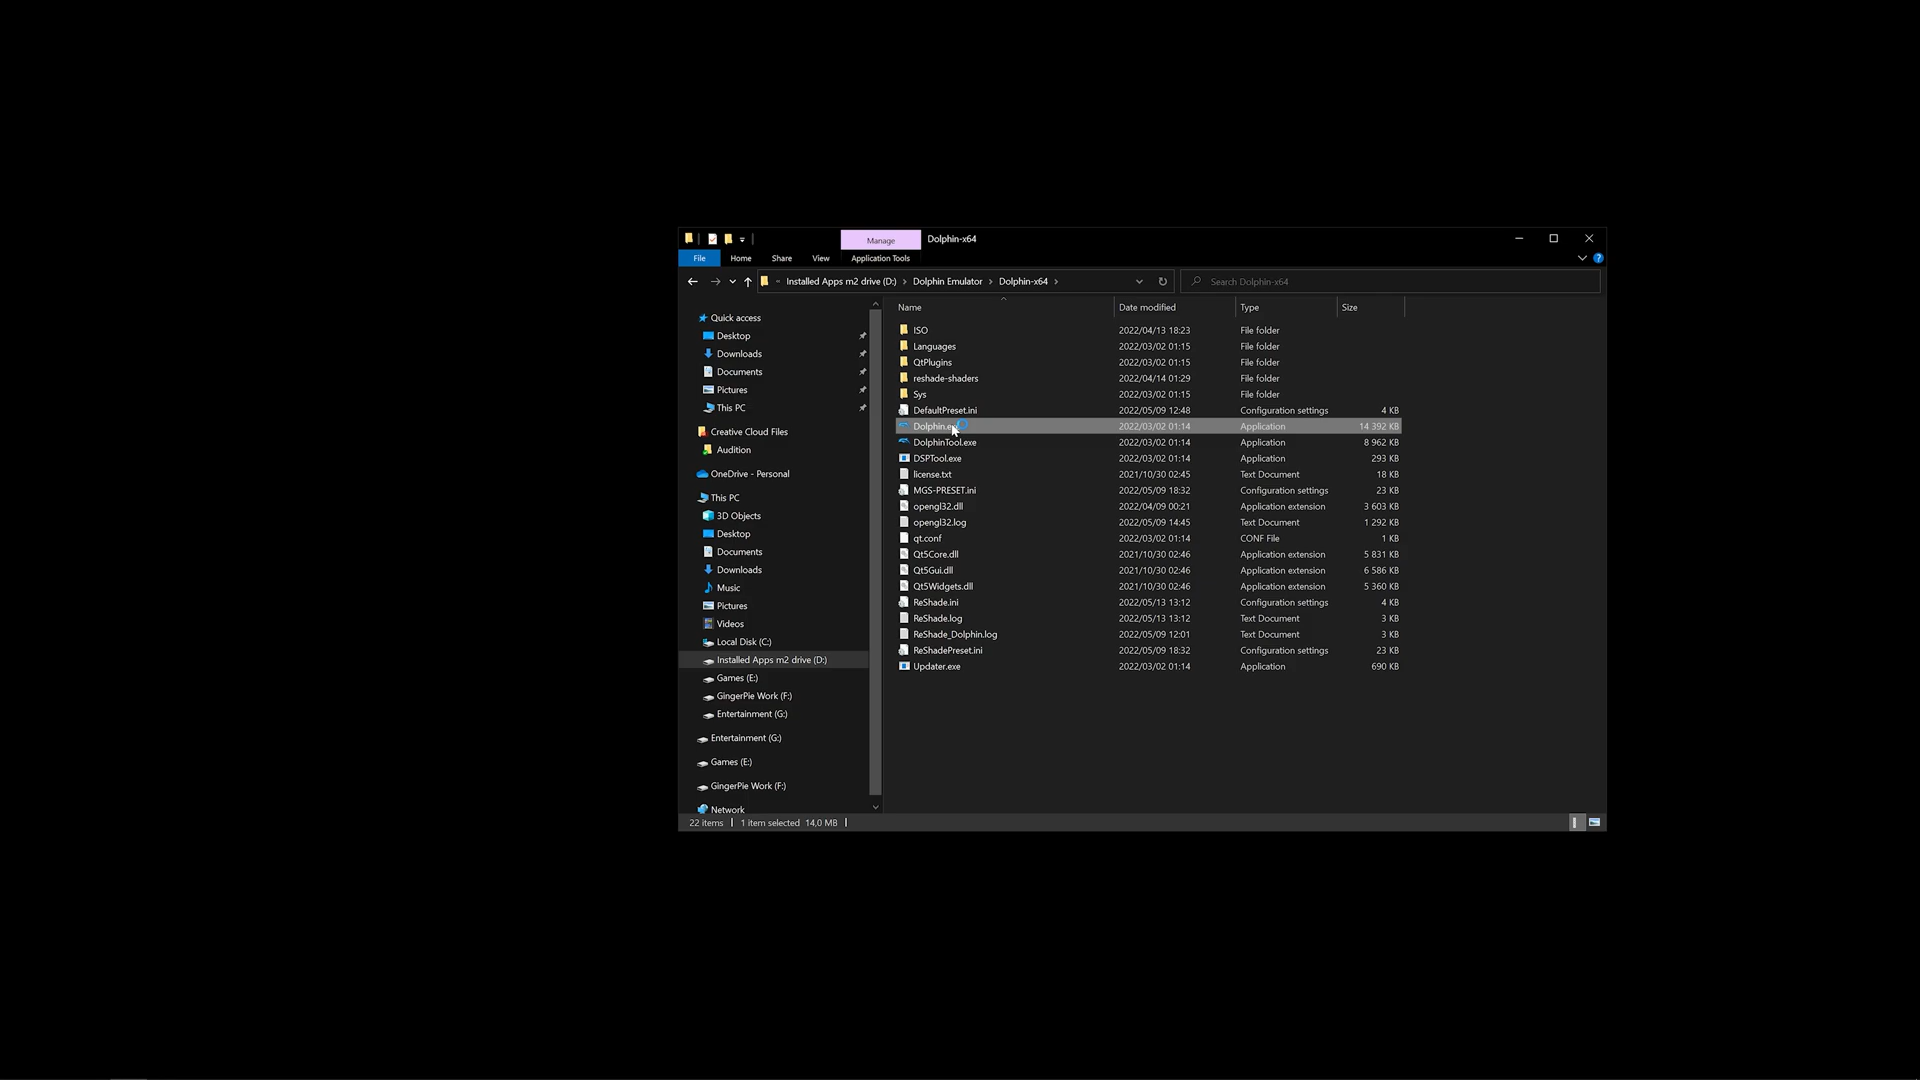 Manage
Dolphin-x64
File
Home
Share
View
Application Tools
Installed Apps m2 drive (D:)
Dolphin Emulator
Dolphin-x64
Search Dolphin-x64
Name
Date modified
Type
Size
Quick access
Desktop
Downloads
Documents
Pictures
This PC
Creative Cloud Files
Audition
OneDrive - Personal
This PC
3D Objects
Desktop
Documents
Downloads
Music
Pictures
Videos
Local Disk (C:)
Installed Apps m2 drive (D:)
Games (E:)
GingerPie Work (F:)
Entertainment (G:)
Entertainment (G:)
Games (E:)
GingerPie Work (F:)
Network
ISO 2022/04/13 18:23 File folder
Languages 2022/03/02 01:15 File folder
QtPlugins 2022/03/02 01:15 File folder
reshade-shaders 2022/04/14 01:29 File folder
Sys 2022/03/02 01:15 File folder
DefaultPreset.ini 2022/05/09 12:48 Configuration settings 4 KB
Dolphin.e 2022/03/02 01:14 Application 14 392 KB
DolphinTool.exe 2022/03/02 01:14 Application 8 962 KB
DSPTool.exe 2022/03/02 01:14 Application 293 KB
license.txt 2021/10/30 02:45 Text Document 18 KB
MGS-PRESET.ini 2022/05/09 18:32 Configuration settings 23 KB
opengl32.dll 2022/04/09 00:21 Application extension 3 603 KB
opengl32.log 2022/05/09 14:45 Text Document 1 292 KB
qt.conf 2022/03/02 01:14 CONF File 1 KB
Qt5Core.dll 2021/10/30 02:46 Application extension 5 831 KB
Qt5Gui.dll 2021/10/30 02:46 Application extension 6 586 KB
Qt5Widgets.dll 2021/10/30 02:46 Application extension 5 360 KB
ReShade.ini 2022/05/13 13:12 Configuration settings 4 KB
ReShade.log 2022/05/13 13:12 Text Document 3 KB
ReShade_Dolphin.log 2022/05/09 12:01 Text Document 3 KB
ReShadePreset.ini 2022/05/09 18:32 Configuration settings 23 KB
Updater.exe 2022/03/02 01:14 Application 690 KB
22 items
1 item selected 14,0 MB